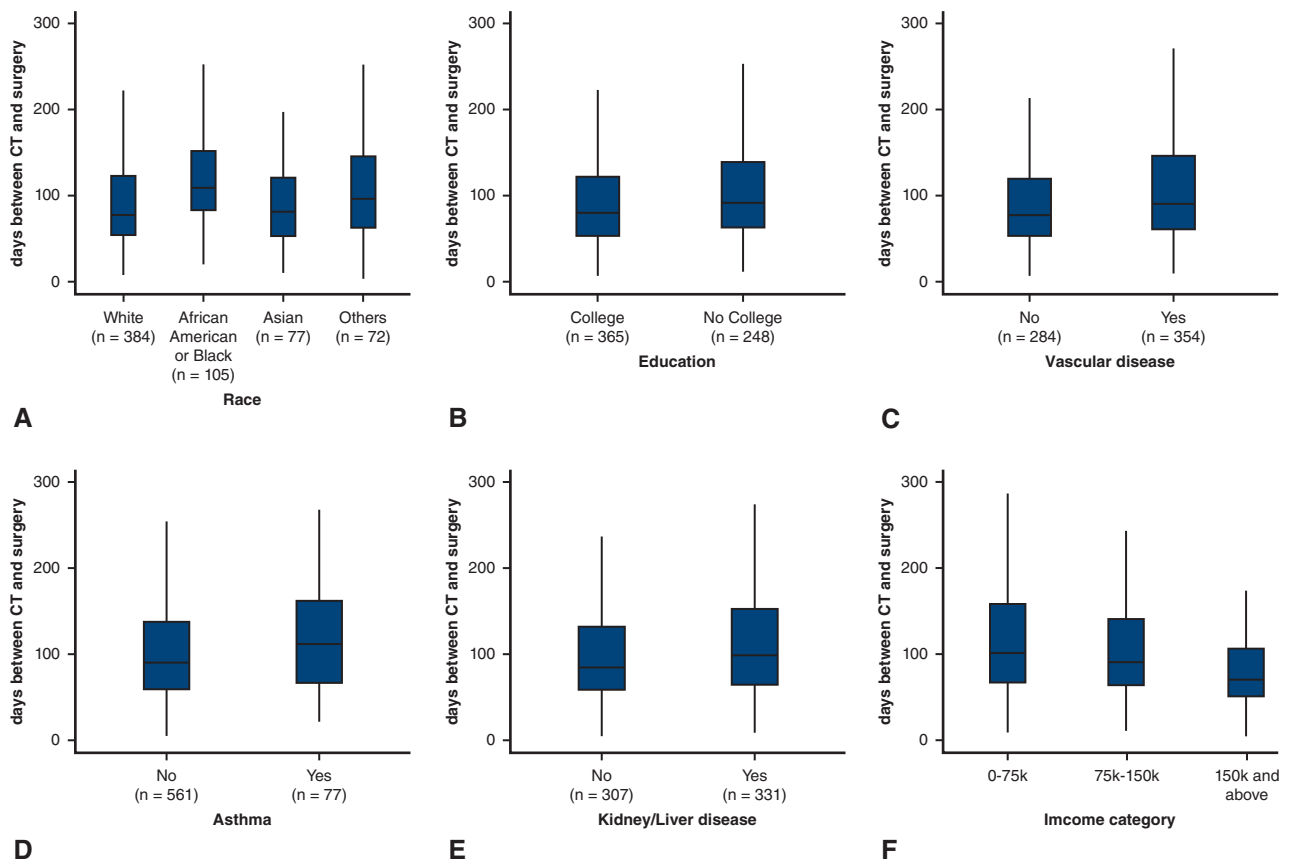 days between CT and surgery
300
200
100
0
White
(n = 384)
African
American
or Black
(n = 105)
Asian
(n = 77)
Others
(n = 72)
Race
A
days between CT and surgery
300
200
100
0
College
(n = 365)
No College
(n = 248)
Education
B
days between CT and surgery
300
200
100
0
No
(n = 284)
Yes
(n = 354)
Vascular disease
C
days between CT and surgery
300
200
100
0
No
(n = 561)
Yes
(n = 77)
Asthma
D
days between CT and surgery
300
200
100
0
No
(n = 307)
Yes
(n = 331)
Kidney/Liver disease
E
days between CT and surgery
300
200
100
0
0-75k
75k-150k
150k and
above
Imcome category
F